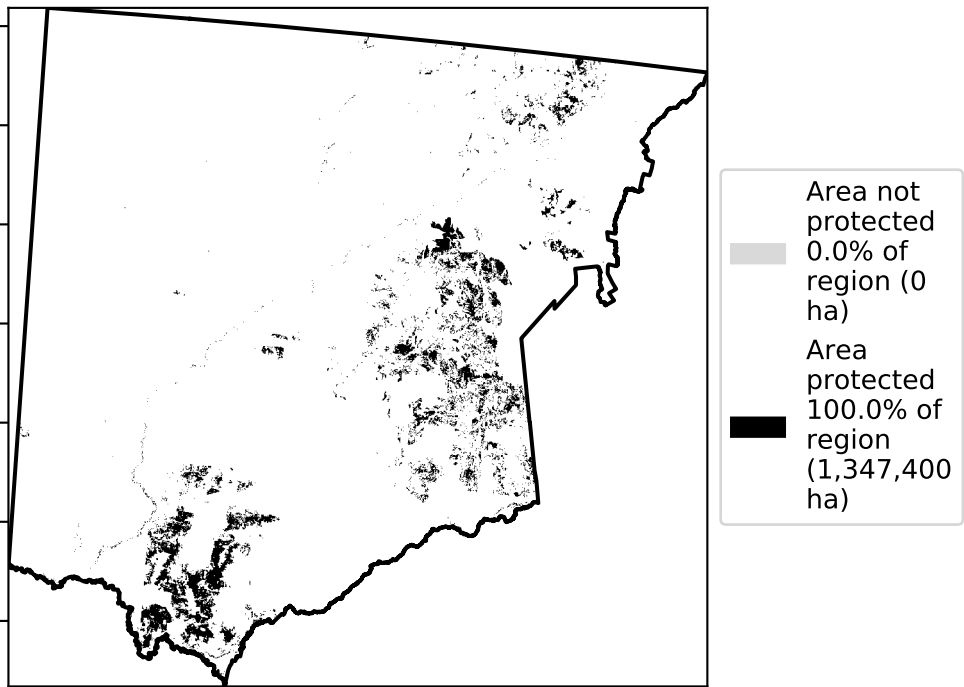 Area not
protected
0.0% of
region (0
ha)
Area
protected
100.0% of
region
(1,347,400
ha)